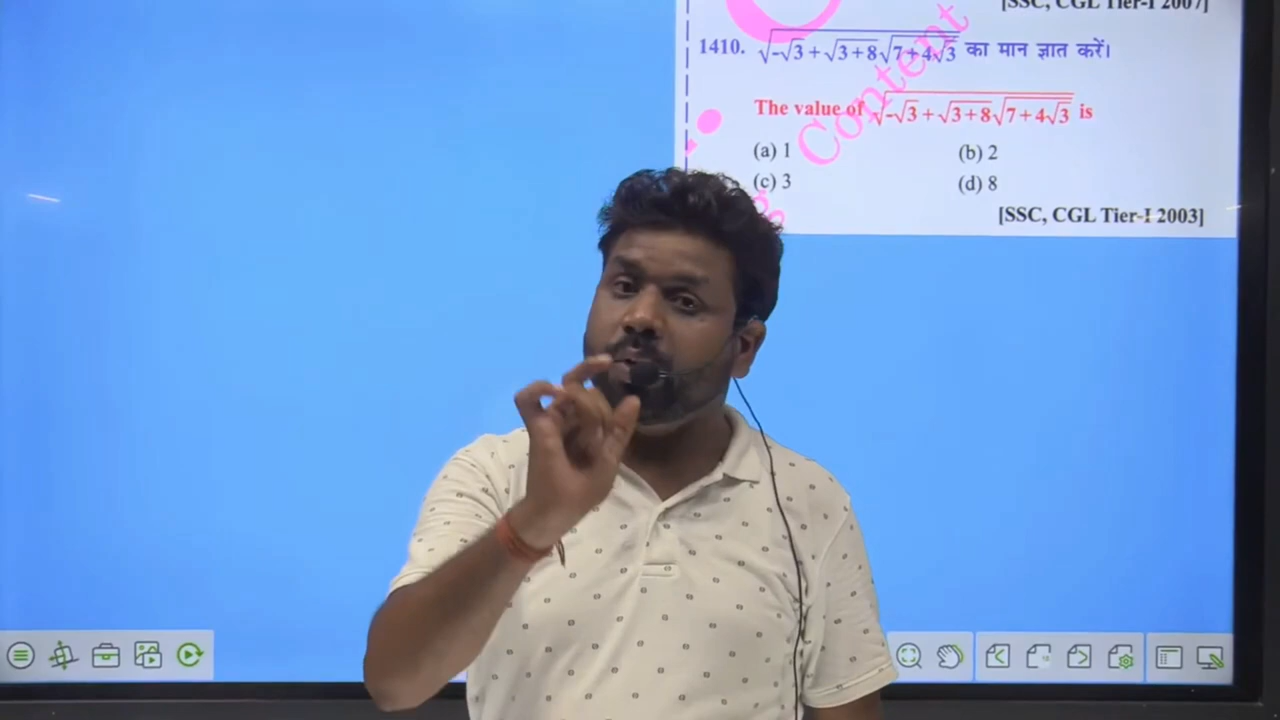 [SSC, CGL Tier-I 2007]
1410. √-√3+√3+8√7+4√3 का मान ज्ञात करें।
The value of √-√3+√3+8√7+4√3 is
(a) 1 (b) 2
(c) 3 (d) 8
[SSC, CGL Tier-I 2003]
Content